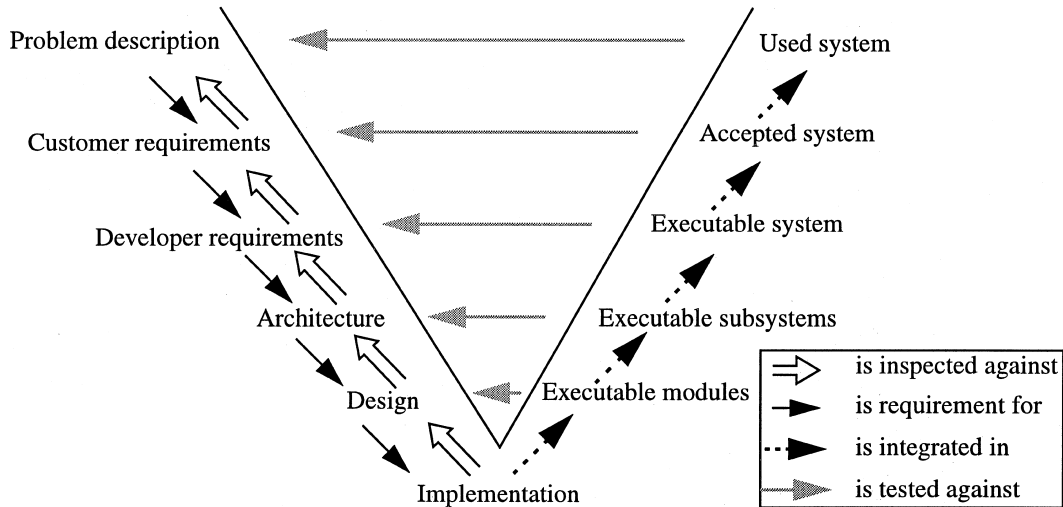 Problem description
Used system
Customer requirements
Accepted system
Developer requirements
Executable system
Architecture
Executable subsystems
Design
Executable modules
Implementation
is inspected against
is requirement for
is integrated in
is tested against